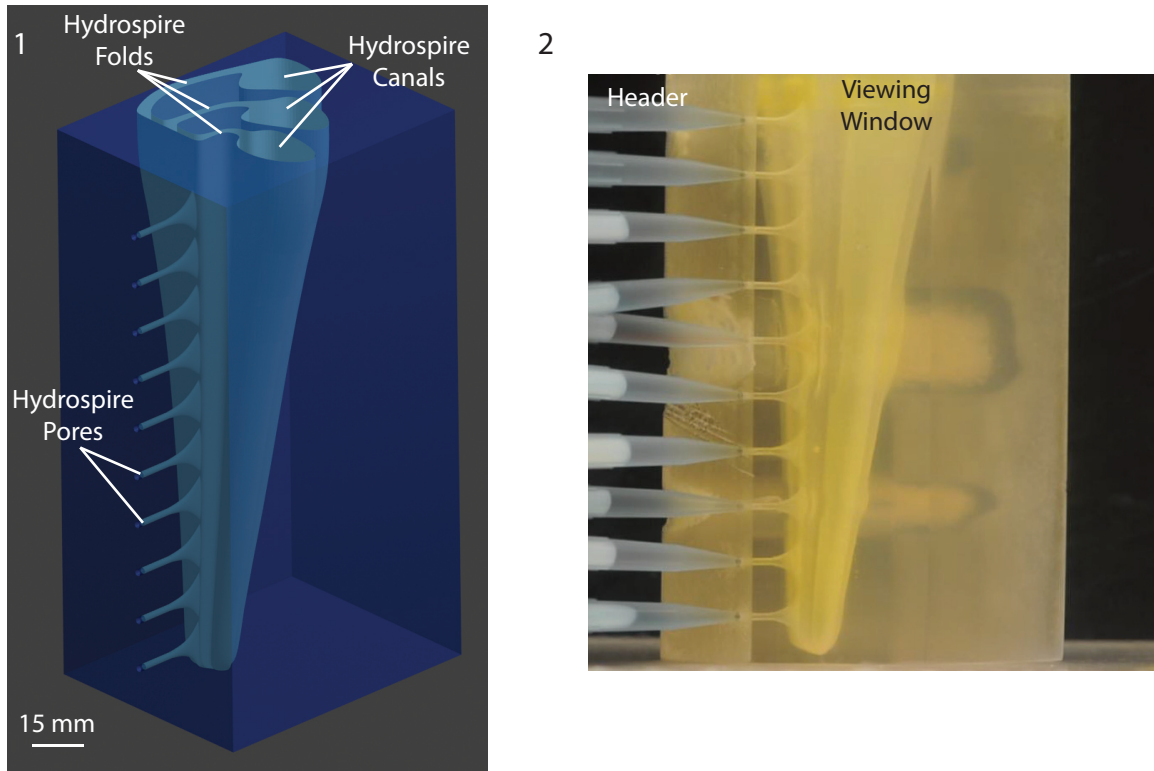 1
Hydrospire
Folds
Hydrospire
Canals
Hydrospire
Pores
15 mm
2
Header
Viewing
Window